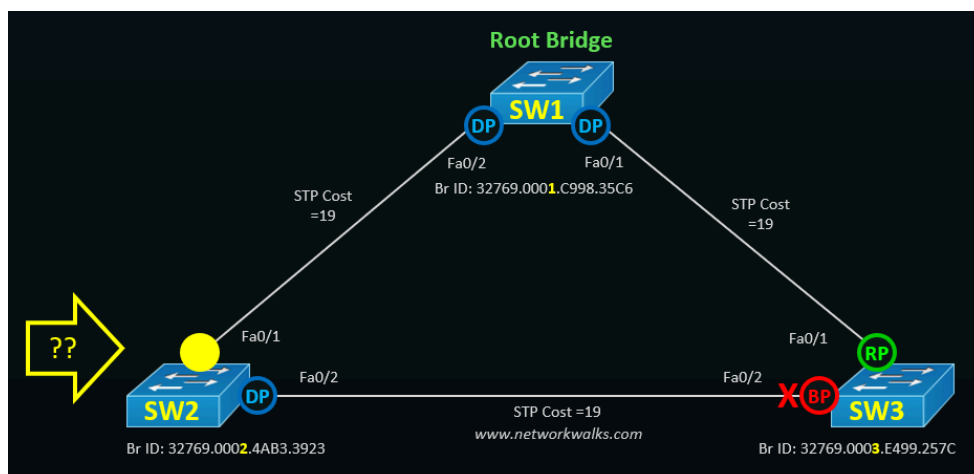 Root Bridge
SW1
DP
DP
Fa0/2
Fa0/1
Br ID: 32769.0001.C998.35C6
STP Cost
=19
STP Cost
=19
??
Fa0/1
Fa0/1
RP
Fa0/2
Fa0/2
DP
X
BP
SW2
SW3
STP Cost =19
www.networkwalks.com
Br ID: 32769.0002.4AB3.3923
Br ID: 32769.0003.E499.257C